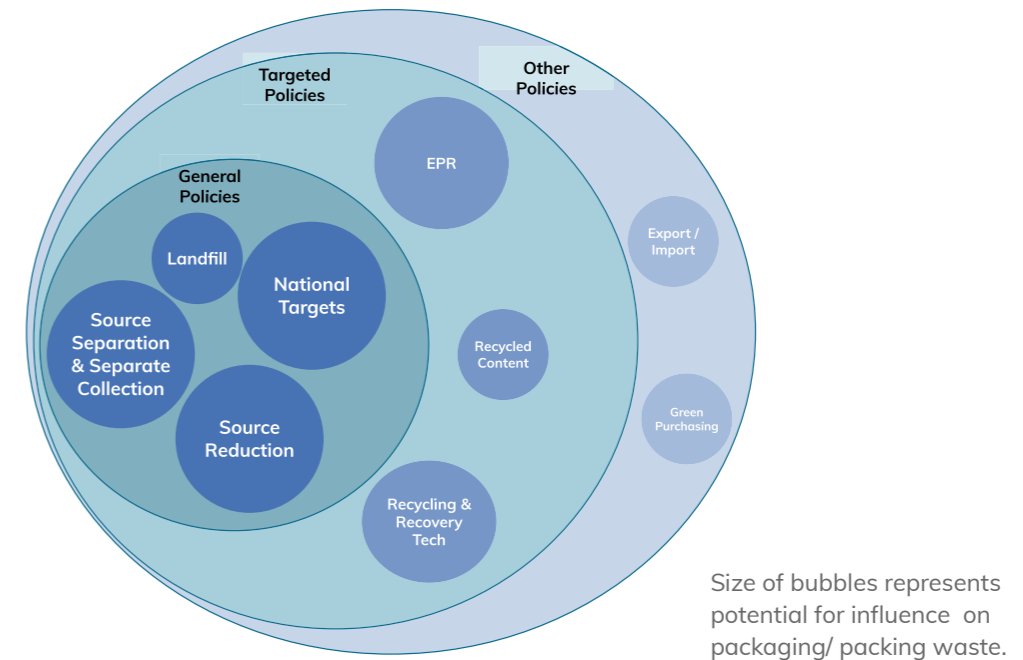 Targeted
Policies
Other
Policies
General
Policies
EPR
Landfill
National
Targets
Export /
Import
Source
Separation
& Separate
Collection
Recycled
Content
Source
Reduction
Green
Purchasing
Recycling &
Recovery
Tech
Size of bubbles represents
potential for influence on
packaging/ packing waste.